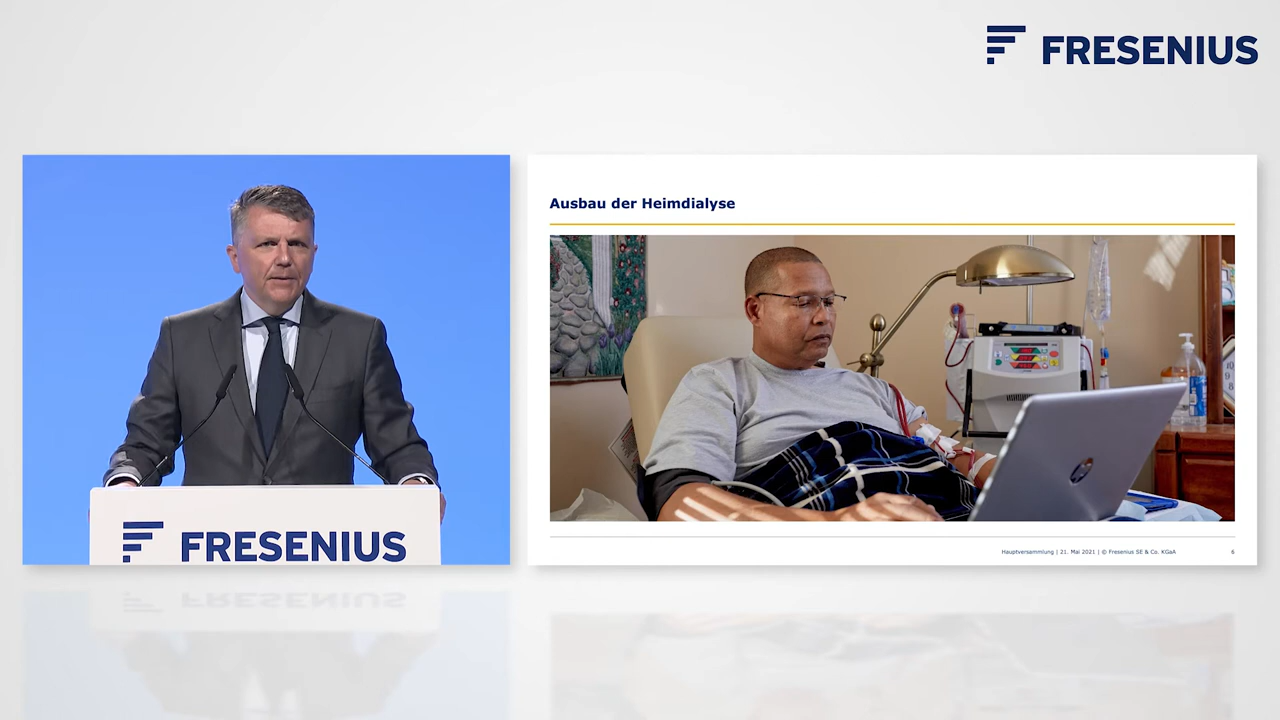 FRESENIUS
Ausbau der Heimdialyse
FRESENIUS
Hauptversammlung | 21. Mai 2021 | © Fresenius SE & Co. KGaA
6